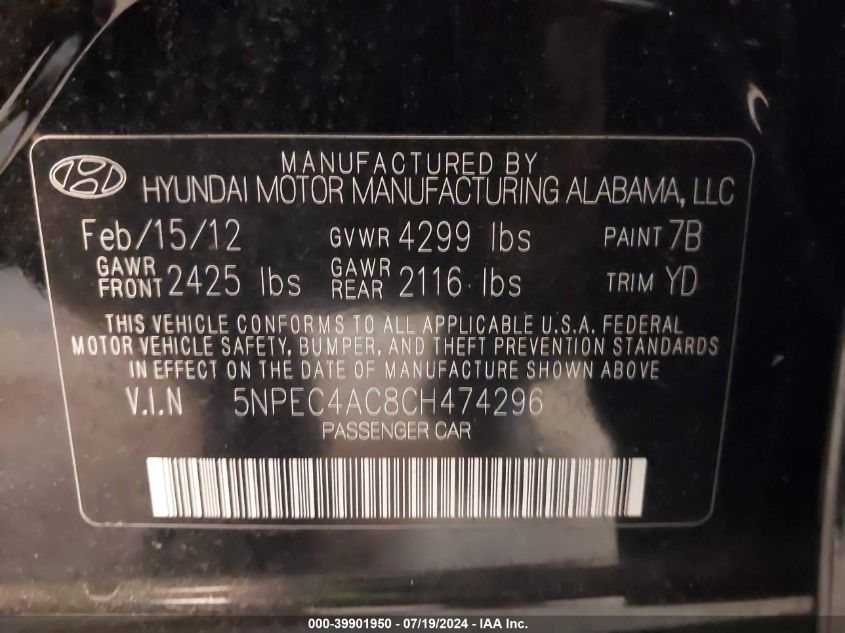 MANUFACTURED BY
HYUNDAI MOTOR MANUFACTURING ALABAMA, LLC
Feb/15/12 GVWR 4299 lbs PAINT 7B
GAWR FRONT 2425 lbs GAWR REAR 2116 lbs TRIM YD
THIS VEHICLE CONFORMS TO ALL APPLICABLE U.S.A. FEDERAL
MOTOR VEHICLE SAFETY, BUMPER, AND THEFT PREVENTION STANDARDS
IN EFFECT ON THE DATE OF MANUFACTURE SHOWN ABOVE
V.I.N 5NPEC4AC8CH474296
PASSENGER CAR
000-39901950 - 07/19/2024 - IAA Inc.